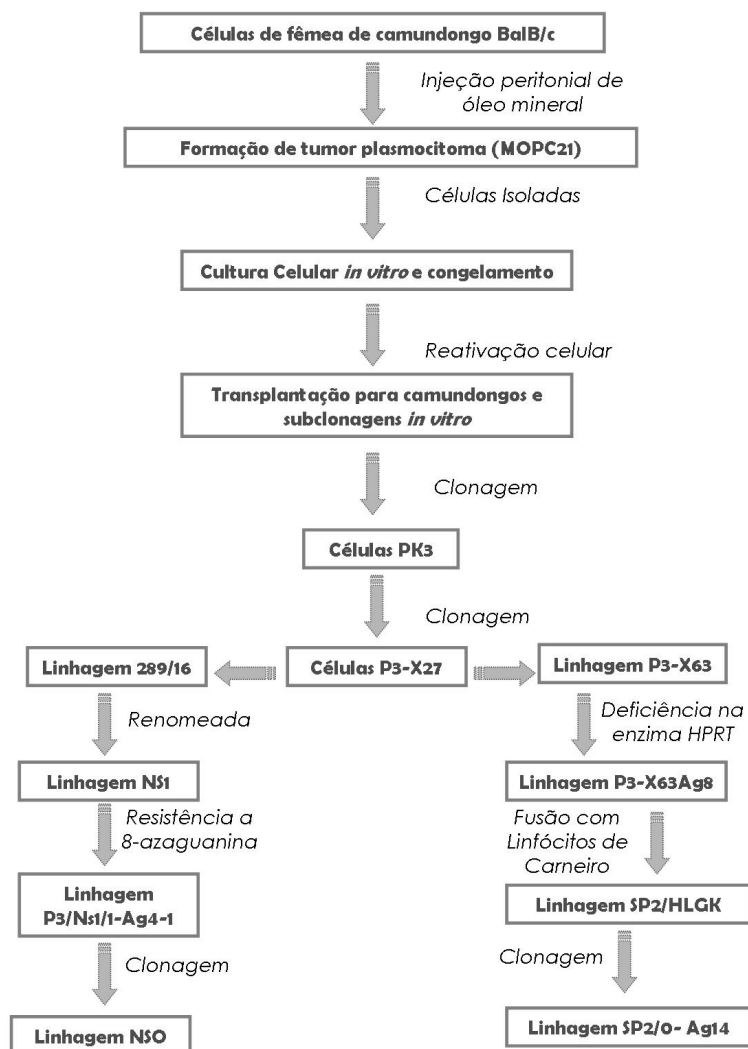 Células de fêmea de camundongo BalB/c
Injeção peritonial de
óleo mineral
Formação de tumor plasmocitoma (MOPC21)
Células Isoladas
Cultura Celular in vitro e congelamento
Reativação celular
Transplantação para camundongos e
subclonagens in vitro
Clonagem
Células PK3
Clonagem
Linhagem 289/16
Células P3-X27
Linhagem P3-X63
Renomeada
Deficiência na
enzima HPRT
Linhagem NS1
Linhagem P3-X63Ag8
Resistência a
8-azaguanina
Fusão com
Linfócitos de
Carneiro
Linhagem
P3/Ns1/1-Ag4-1
Linhagem SP2/HLGK
Clonagem
Clonagem
Linhagem NSO
Linhagem SP2/0- Ag14